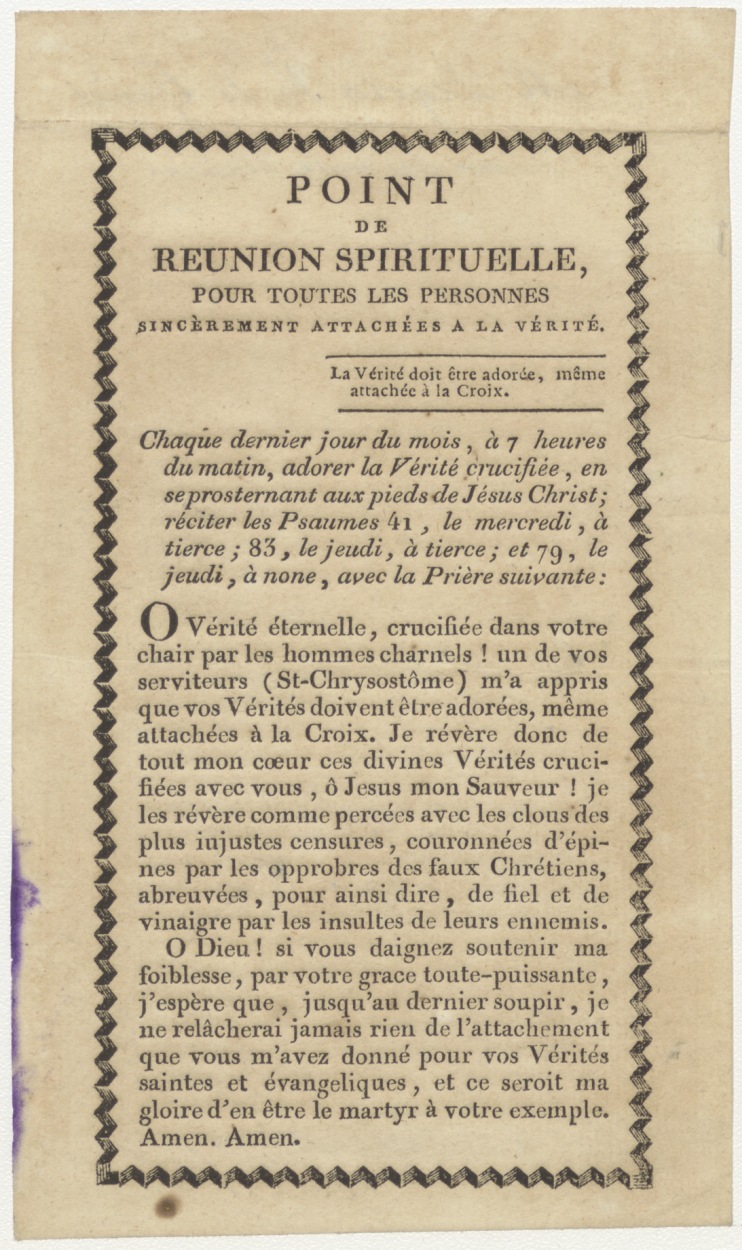 POINT
DE
REUNION SPIRITUELLE,
POUR TOUTES LES PERSONNES
SINCÈREMENT ATTACHÉES A LA VÉRITÉ.
La Vérité doit être adorée, même
attachée à la Croix.
Chaque dernier jour du mois, à 7 heures
du matin, adorer la Vérité crucifiée, en
se prosternant aux pieds de Jésus Christ;
réciter les Psaumes 41, le mercredi, à
tierce; 83, le jeudi, à tierce; et 79, le
jeudi, à none, avec la Prière suivante:
O Vérité éternelle, crucifiée dans votre
chair par les hommes charnels ! un de vos
serviteurs (St-Chrysostôme) m'a appris
que vos Vérités doivent être adorées, même
attachées à la Croix. Je révère donc de
tout mon cœur ces divines Vérités cruci-
fiées avec vous, ô Jesus mon Sauveur ! je
les révère comme percées avec les clous des
plus injustes censures, couronnées d'épi-
nes par les opprobres des faux Chrétiens,
abreuvées, pour ainsi dire, de fiel et de
vinaigre par les insultes de leurs ennemis.
O Dieu ! si vous daignez soutenir ma
foiblesse, par votre grace toute-puissante,
j'espère que, jusqu'au dernier soupir, je
ne relâcherai jamais rien de l'attachement
que vous m'avez donné pour vos Vérités
saintes et évangeliques, et ce seroit ma
gloire d'en être le martyr à votre exemple.
Amen. Amen.